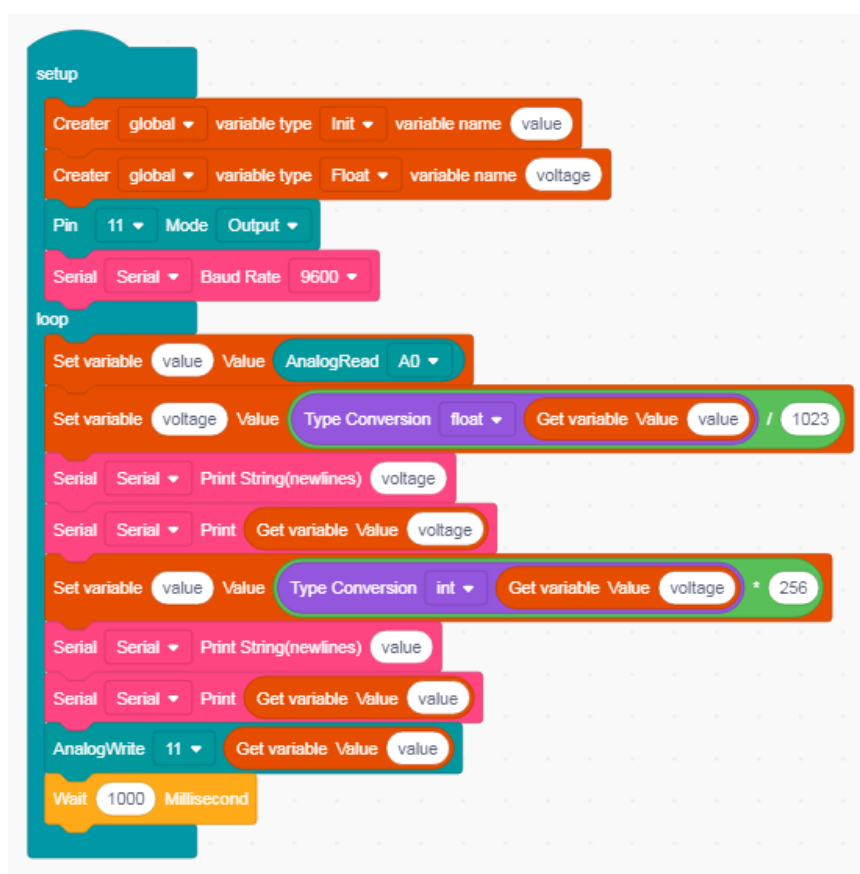 setup
Creater global variable type Init variable name value
Creater global variable type Float variable name voltage
Pin 11 Mode Output
Serial Serial Baud Rate 9600
loop
Set variable value Value AnalogRead A0
Set variable voltage Value Type Conversion float Get variable Value value / 1023
Serial Serial Print String(newlines) voltage
Serial Serial Print Get variable Value voltage
Set variable value Value Type Conversion int Get variable Value voltage * 256
Serial Serial Print String(newlines) value
Serial Serial Print Get variable Value value
AnalogWrite 11 Get variable Value value
Wait 1000 Millisecond